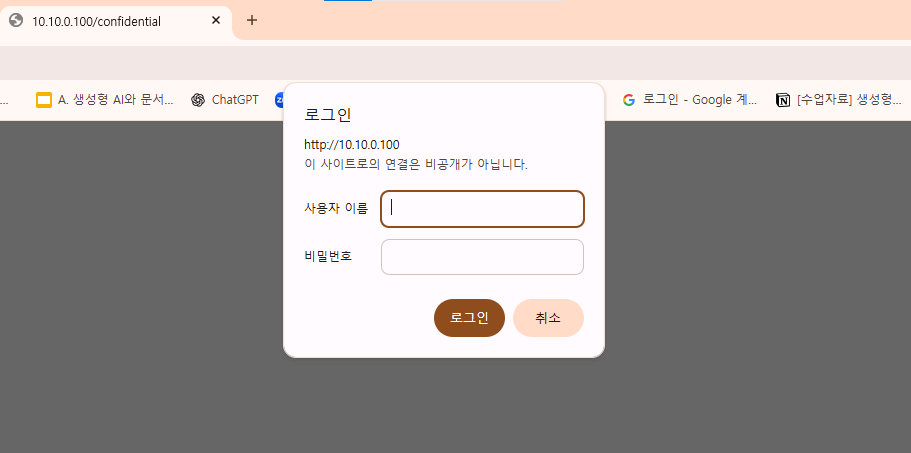 10.10.0.100/confidential
... A. 생성형 AI와 문서... ChatGPT 로그인 - Google 계... [수업자료] 생성형...
로그인
http://10.10.0.100
이 사이트로의 연결은 비공개가 아닙니다.
사용자 이름
비밀번호
로그인 취소